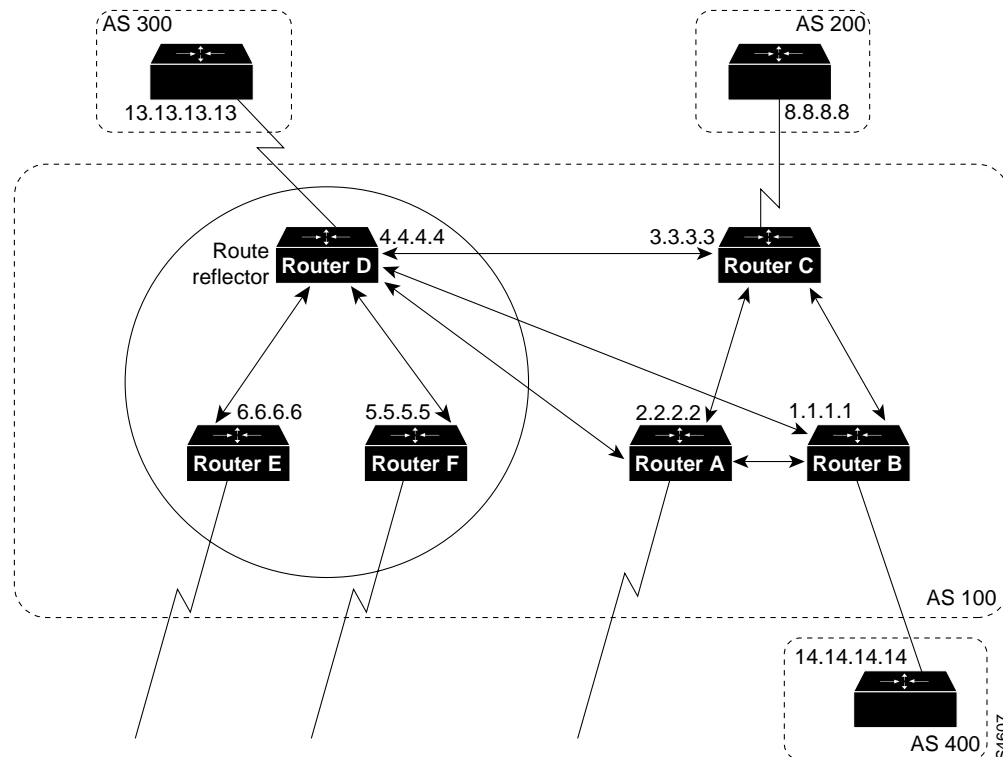 AS 300
AS 200
13.13.13.13
8.8.8.8
4.4.4.4
3.3.3.3
Route
reflector
Router D
Router C
6.6.6.6
5.5.5.5
2.2.2.2
1.1.1.1
Router E
Router F
Router A
Router B
AS 100
14.14.14.14
AS 400
S4607